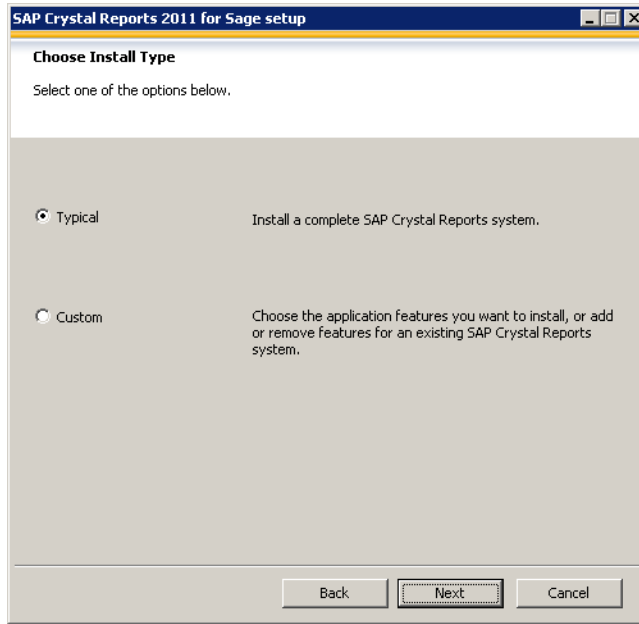 SAP Crystal Reports 2011 for Sage setup
Choose Install Type
Select one of the options below.
Typical
Install a complete SAP Crystal Reports system.
Custom
Choose the application features you want to install, or add
or remove features for an existing SAP Crystal Reports
system.
Back
Next
Cancel